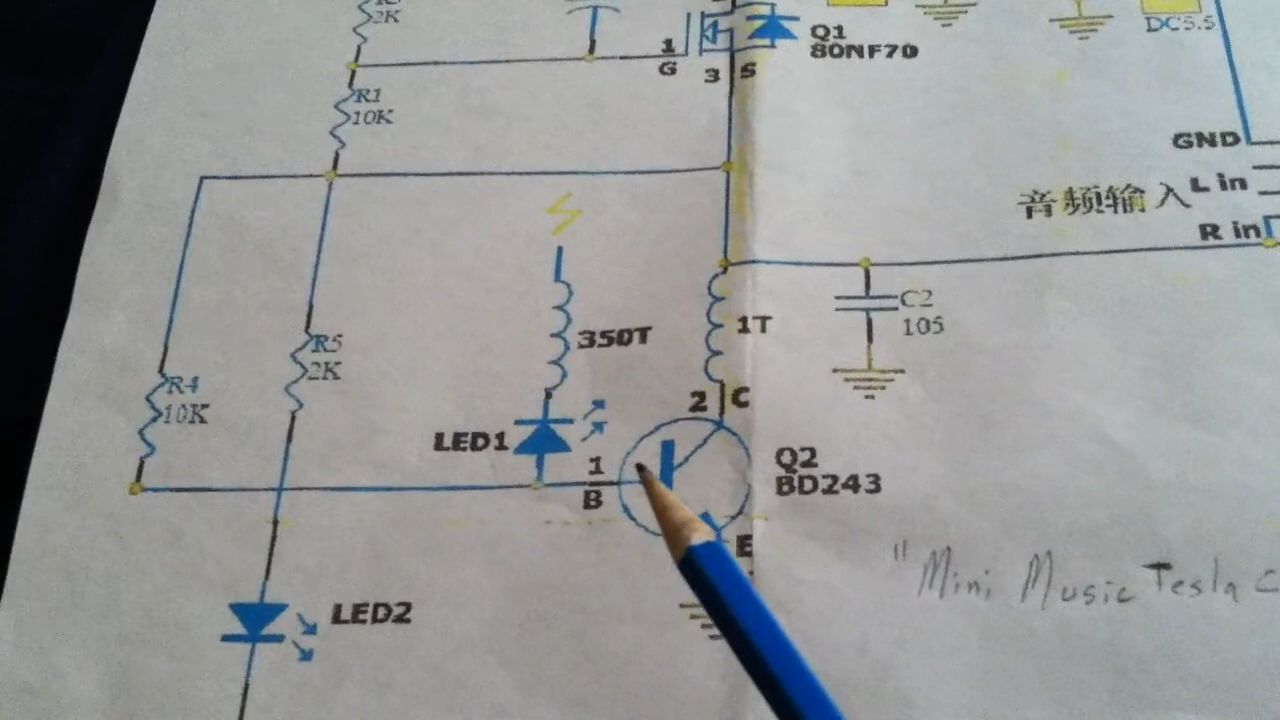 2K
Q1
80NF70
1
G
3
S
DC5.5
R1
10K
GND
L in
音频输入
R in
350T
1T
C2
105
R5
2K
R4
10K
2
C
LED1
1
B
Q2
BD243
E
"Mini Music Tesla C
LED2